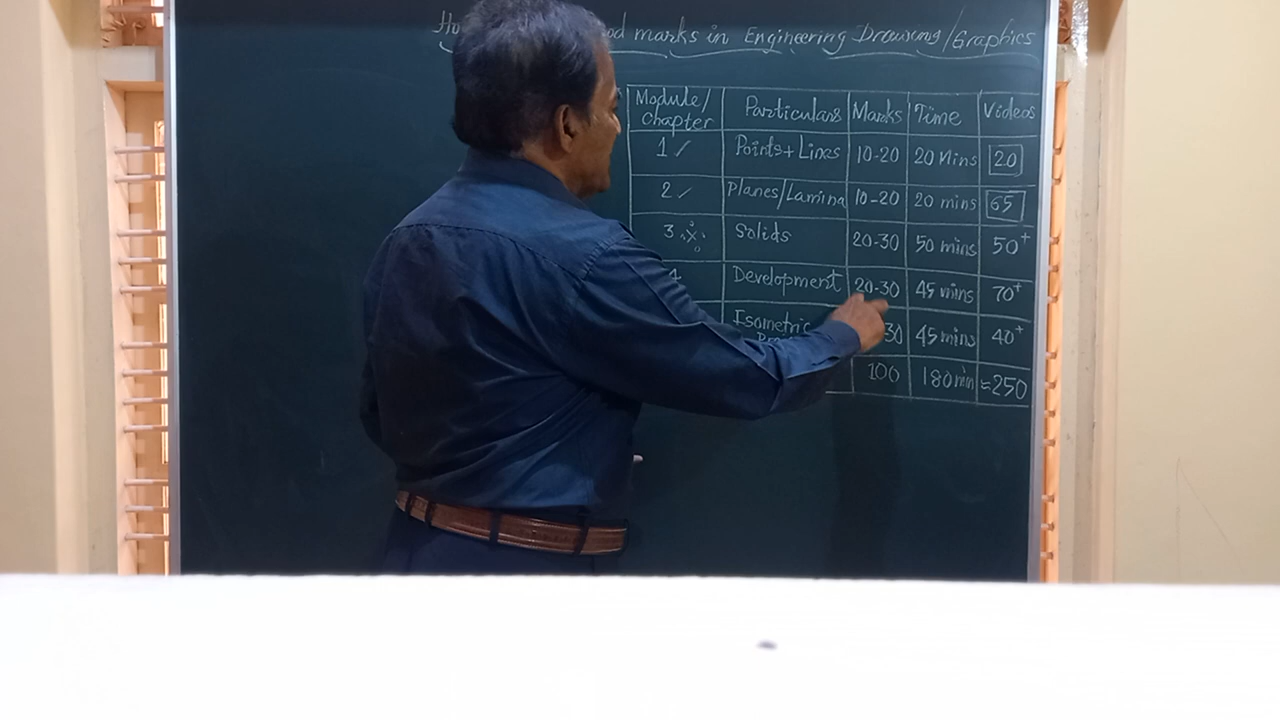 od marks in Engineering Drawing/Graphics
Module/ Chapter Particulars Marks Time Videos
1 ✓ Points+Lines 10-20 20 Mins 20
2 ✓ Planes/Lamina 10-20 20 mins 65
3 Solids 20-30 50 mins 50+
Development 20-30 45 mins 70+
Isometric 30 45 mins 40+
100 180 min ≈250